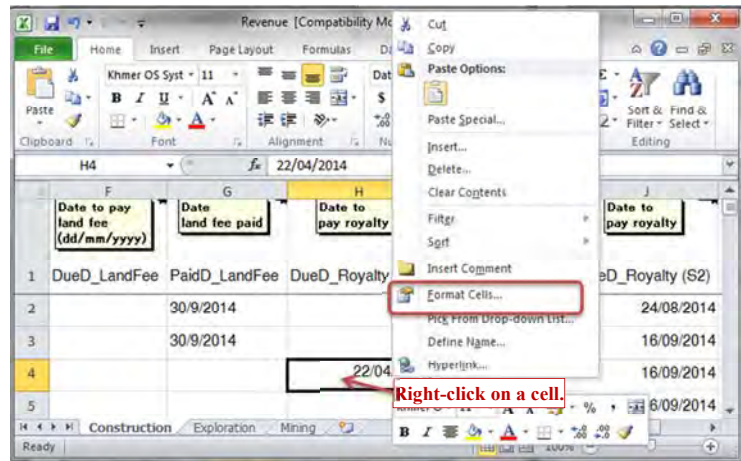 Revenue [Compatibility Mo
File Home Insert Page Layout Formulas Da
Khmer OS Syst 11
Paste
B I U A A
Dat
$
Σ
Sort & Find &
Filter Select
Clipboard Font Alignment Nu Editing
H4 fx 22/04/2014
Cut
Copy
Paste Options:
Paste Special...
Insert...
Delete...
Clear Contents
Filter
Sort
Insert Comment
Format Cells...
Pick From Drop-down List...
Define Name...
Hyperlink...
F G H J
Date to pay
land fee
(dd/mm/yyyy)
Date
land fee paid
Date to
pay royalty
Date to
pay royalty
1 DueD_LandFee PaidD_LandFee DueD_Royalty eD_Royalty (S2)
2 30/9/2014 24/08/2014
3 30/9/2014 16/09/2014
4 22/04 16/09/2014
5 6/09/2014
Right-click on a cell.
11 A A % ,
B I A
Construction Exploration Mining
Ready 100%